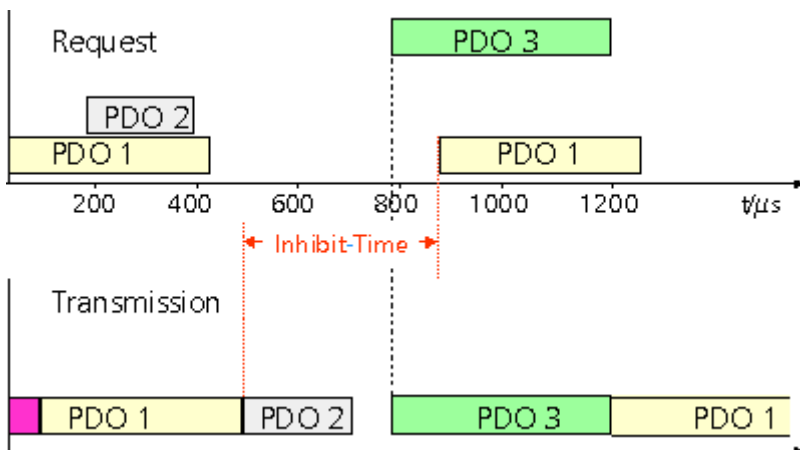 Request
PDO 3
PDO 2
PDO 1
PDO 1
200 400 600 800 1000 1200 t/µs
Inhibit-Time
Transmission
PDO 1 PDO 2 PDO 3 PDO 1